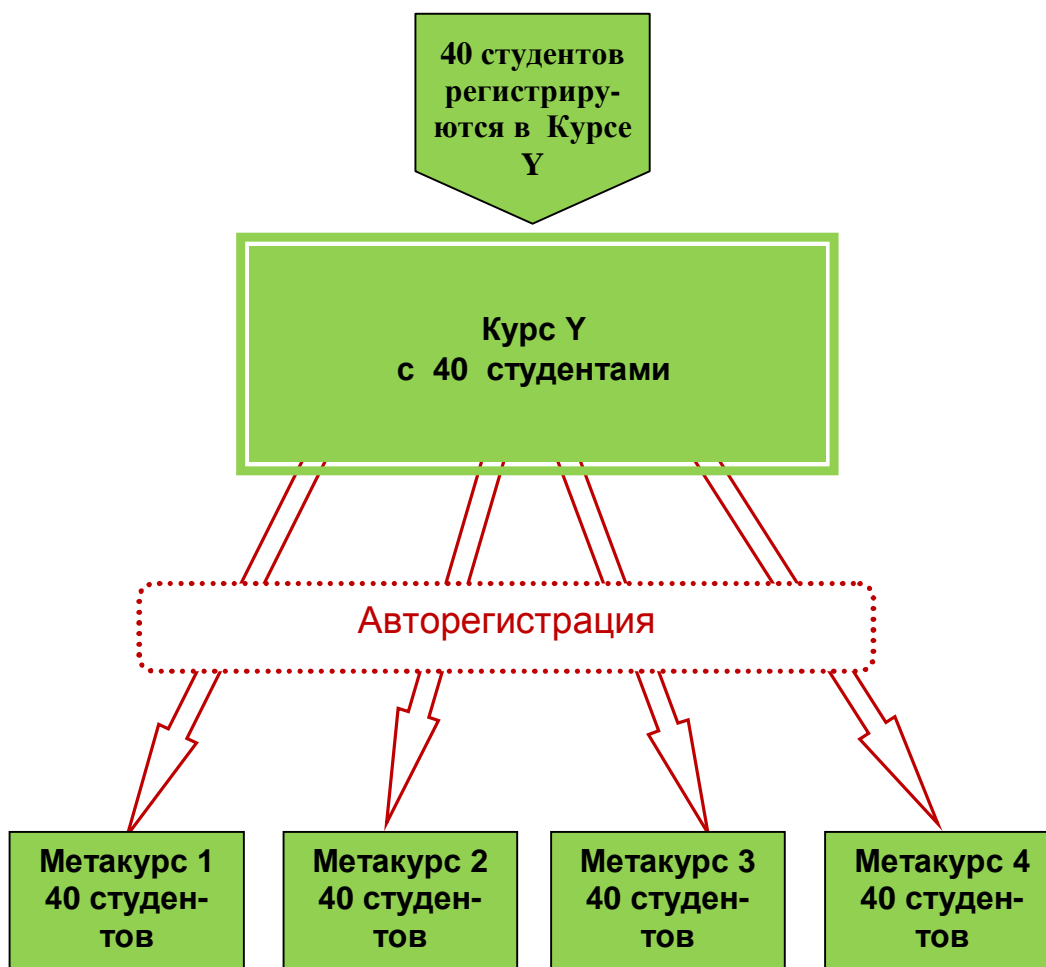 40 студентов
регистриру-
ются в Курсе
Y
Курс Y
с 40 студентами
Авторегистрация
Метакурс 1
40 студен-
тов
Метакурс 2
40 студен-
тов
Метакурс 3
40 студен-
тов
Метакурс 4
40 студен-
тов